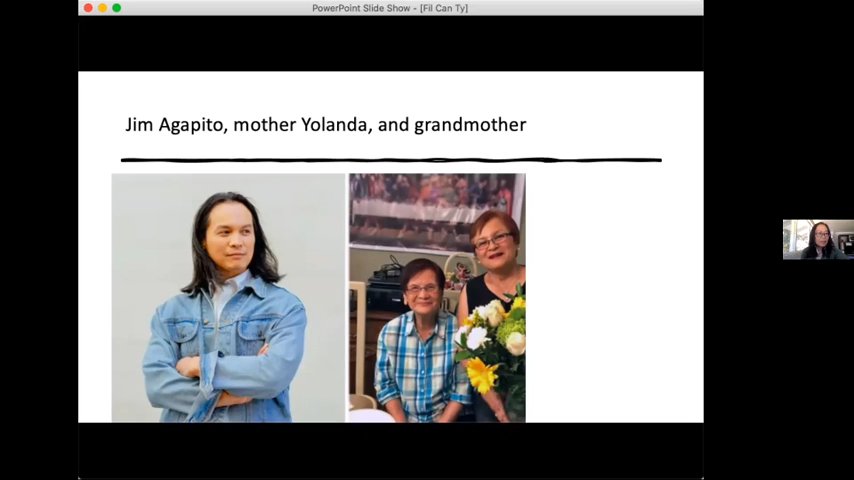 PowerPoint Slide Show - [Fil Can Ty]
Jim Agapito, mother Yolanda, and grandmother